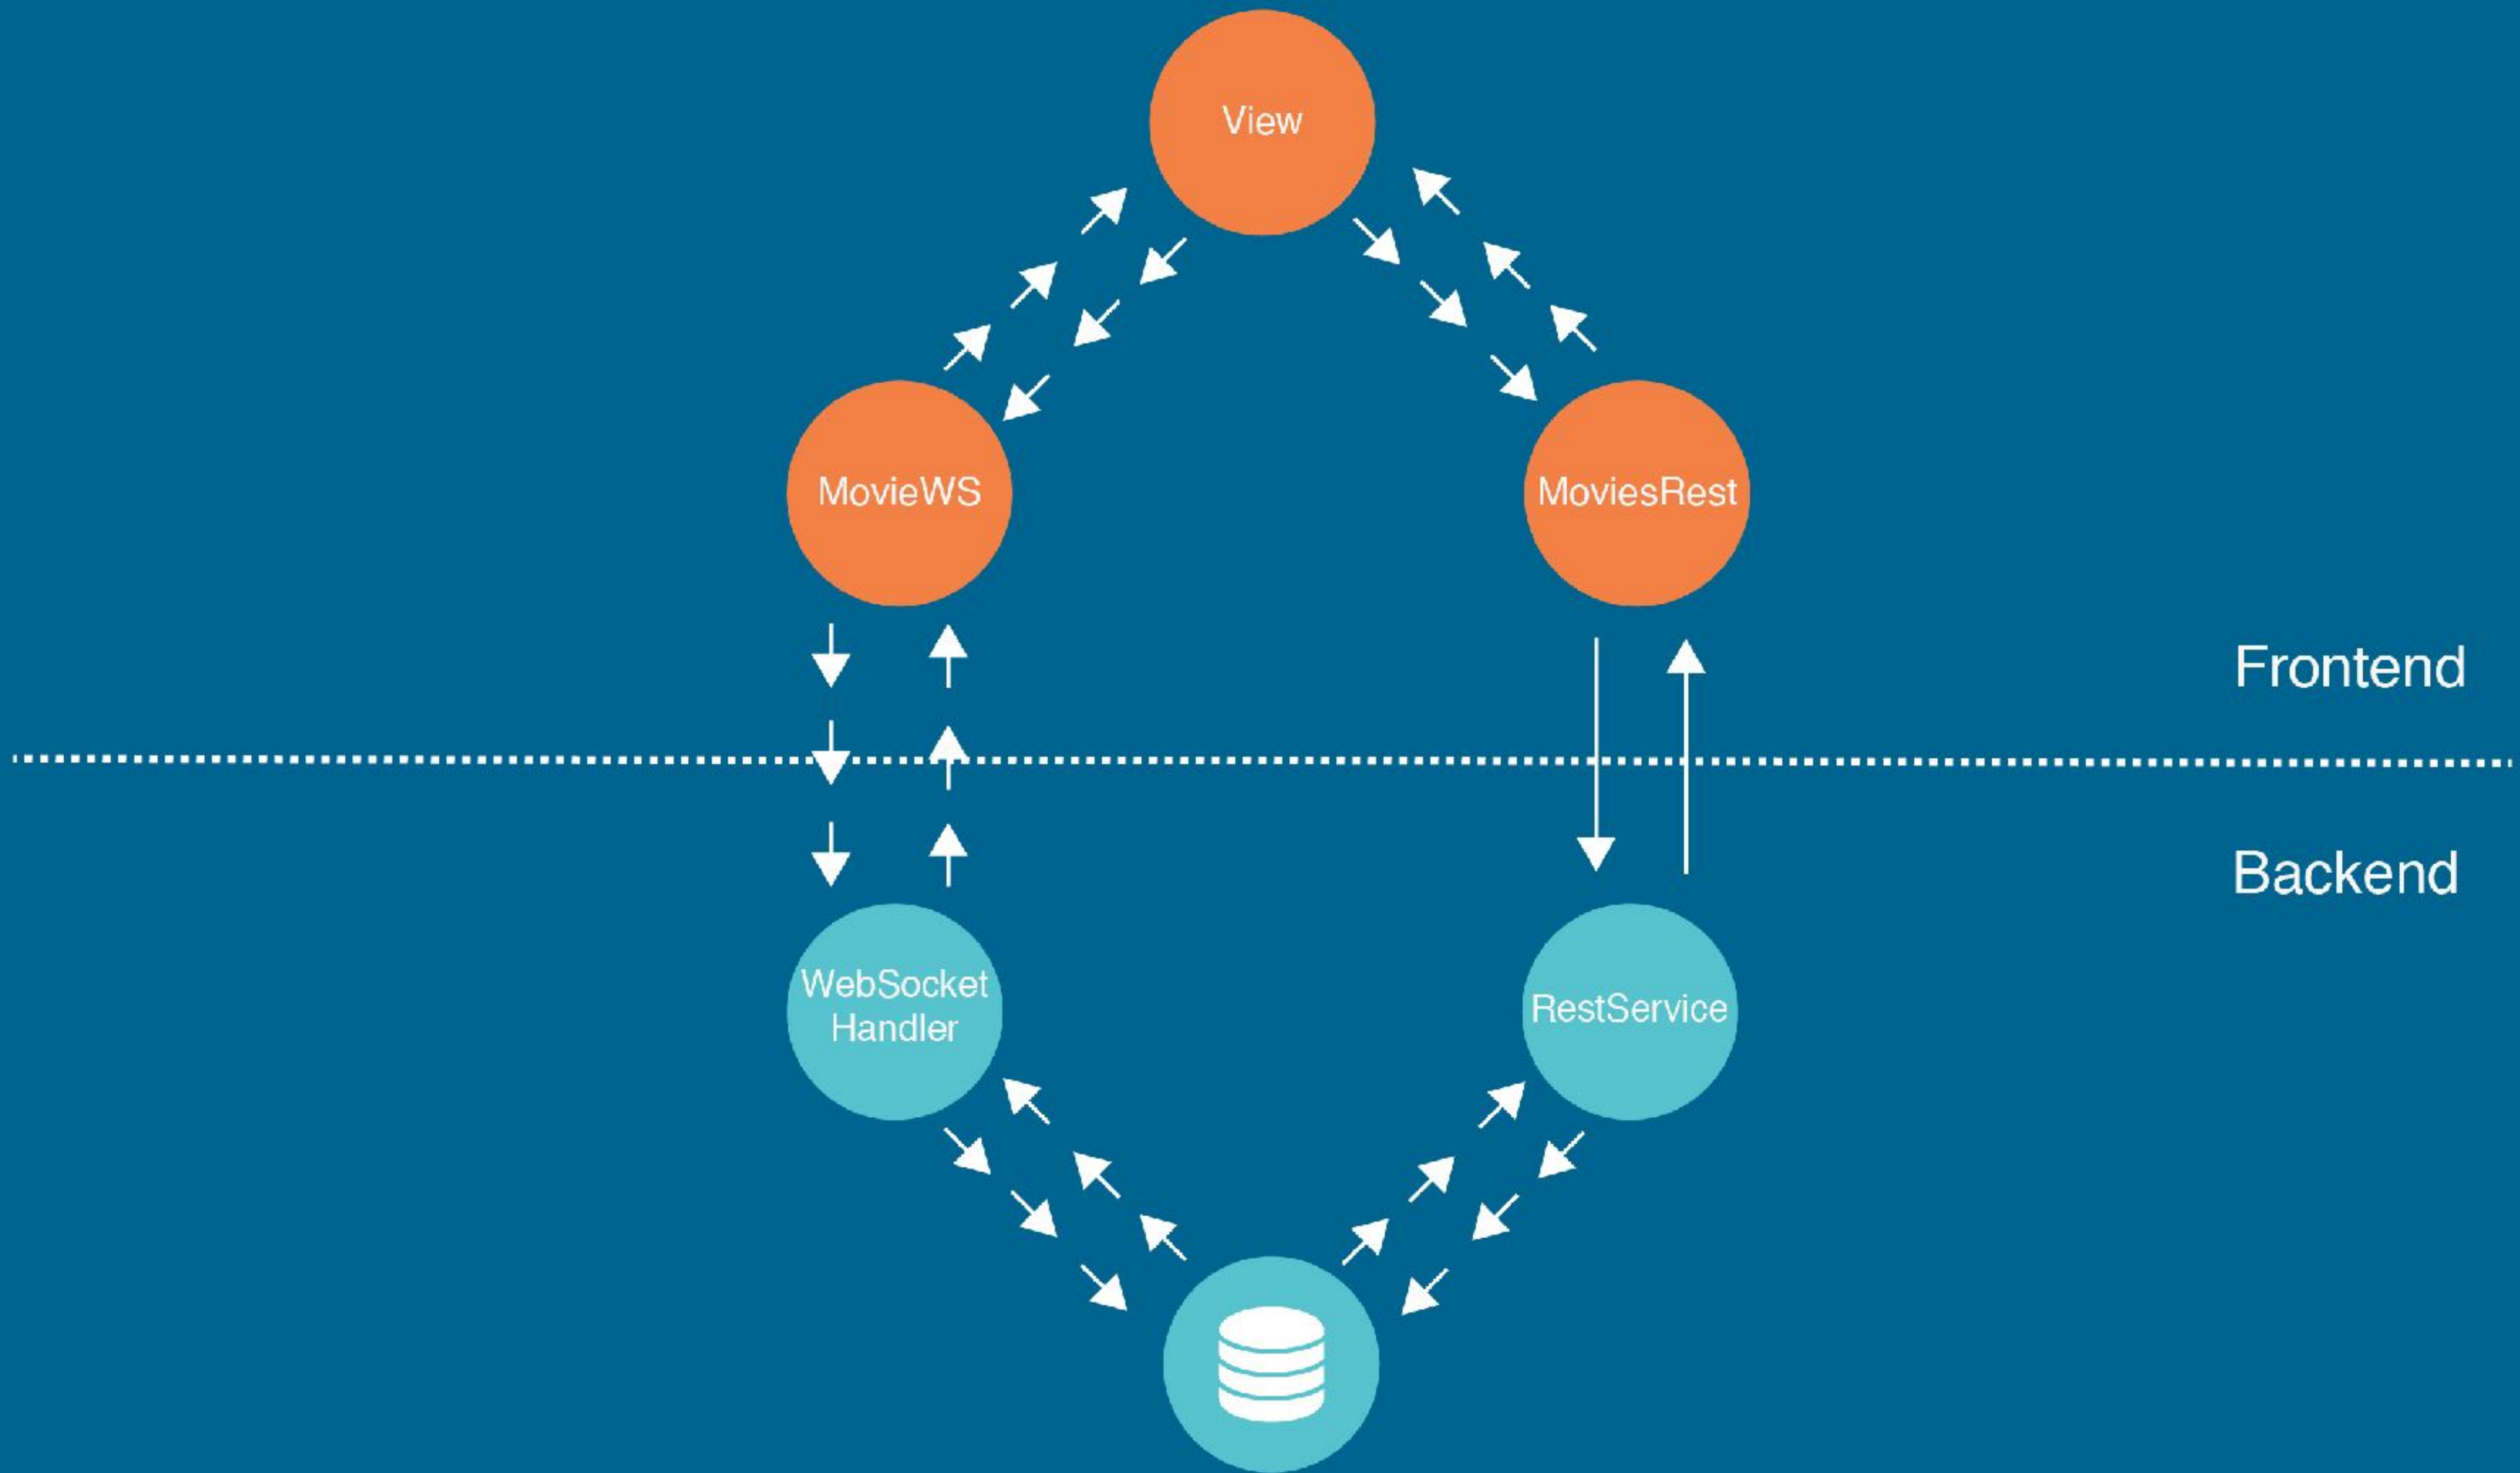 View
MovieWS
MoviesRest
Frontend
Backend
WebSocket
Handler
RestService